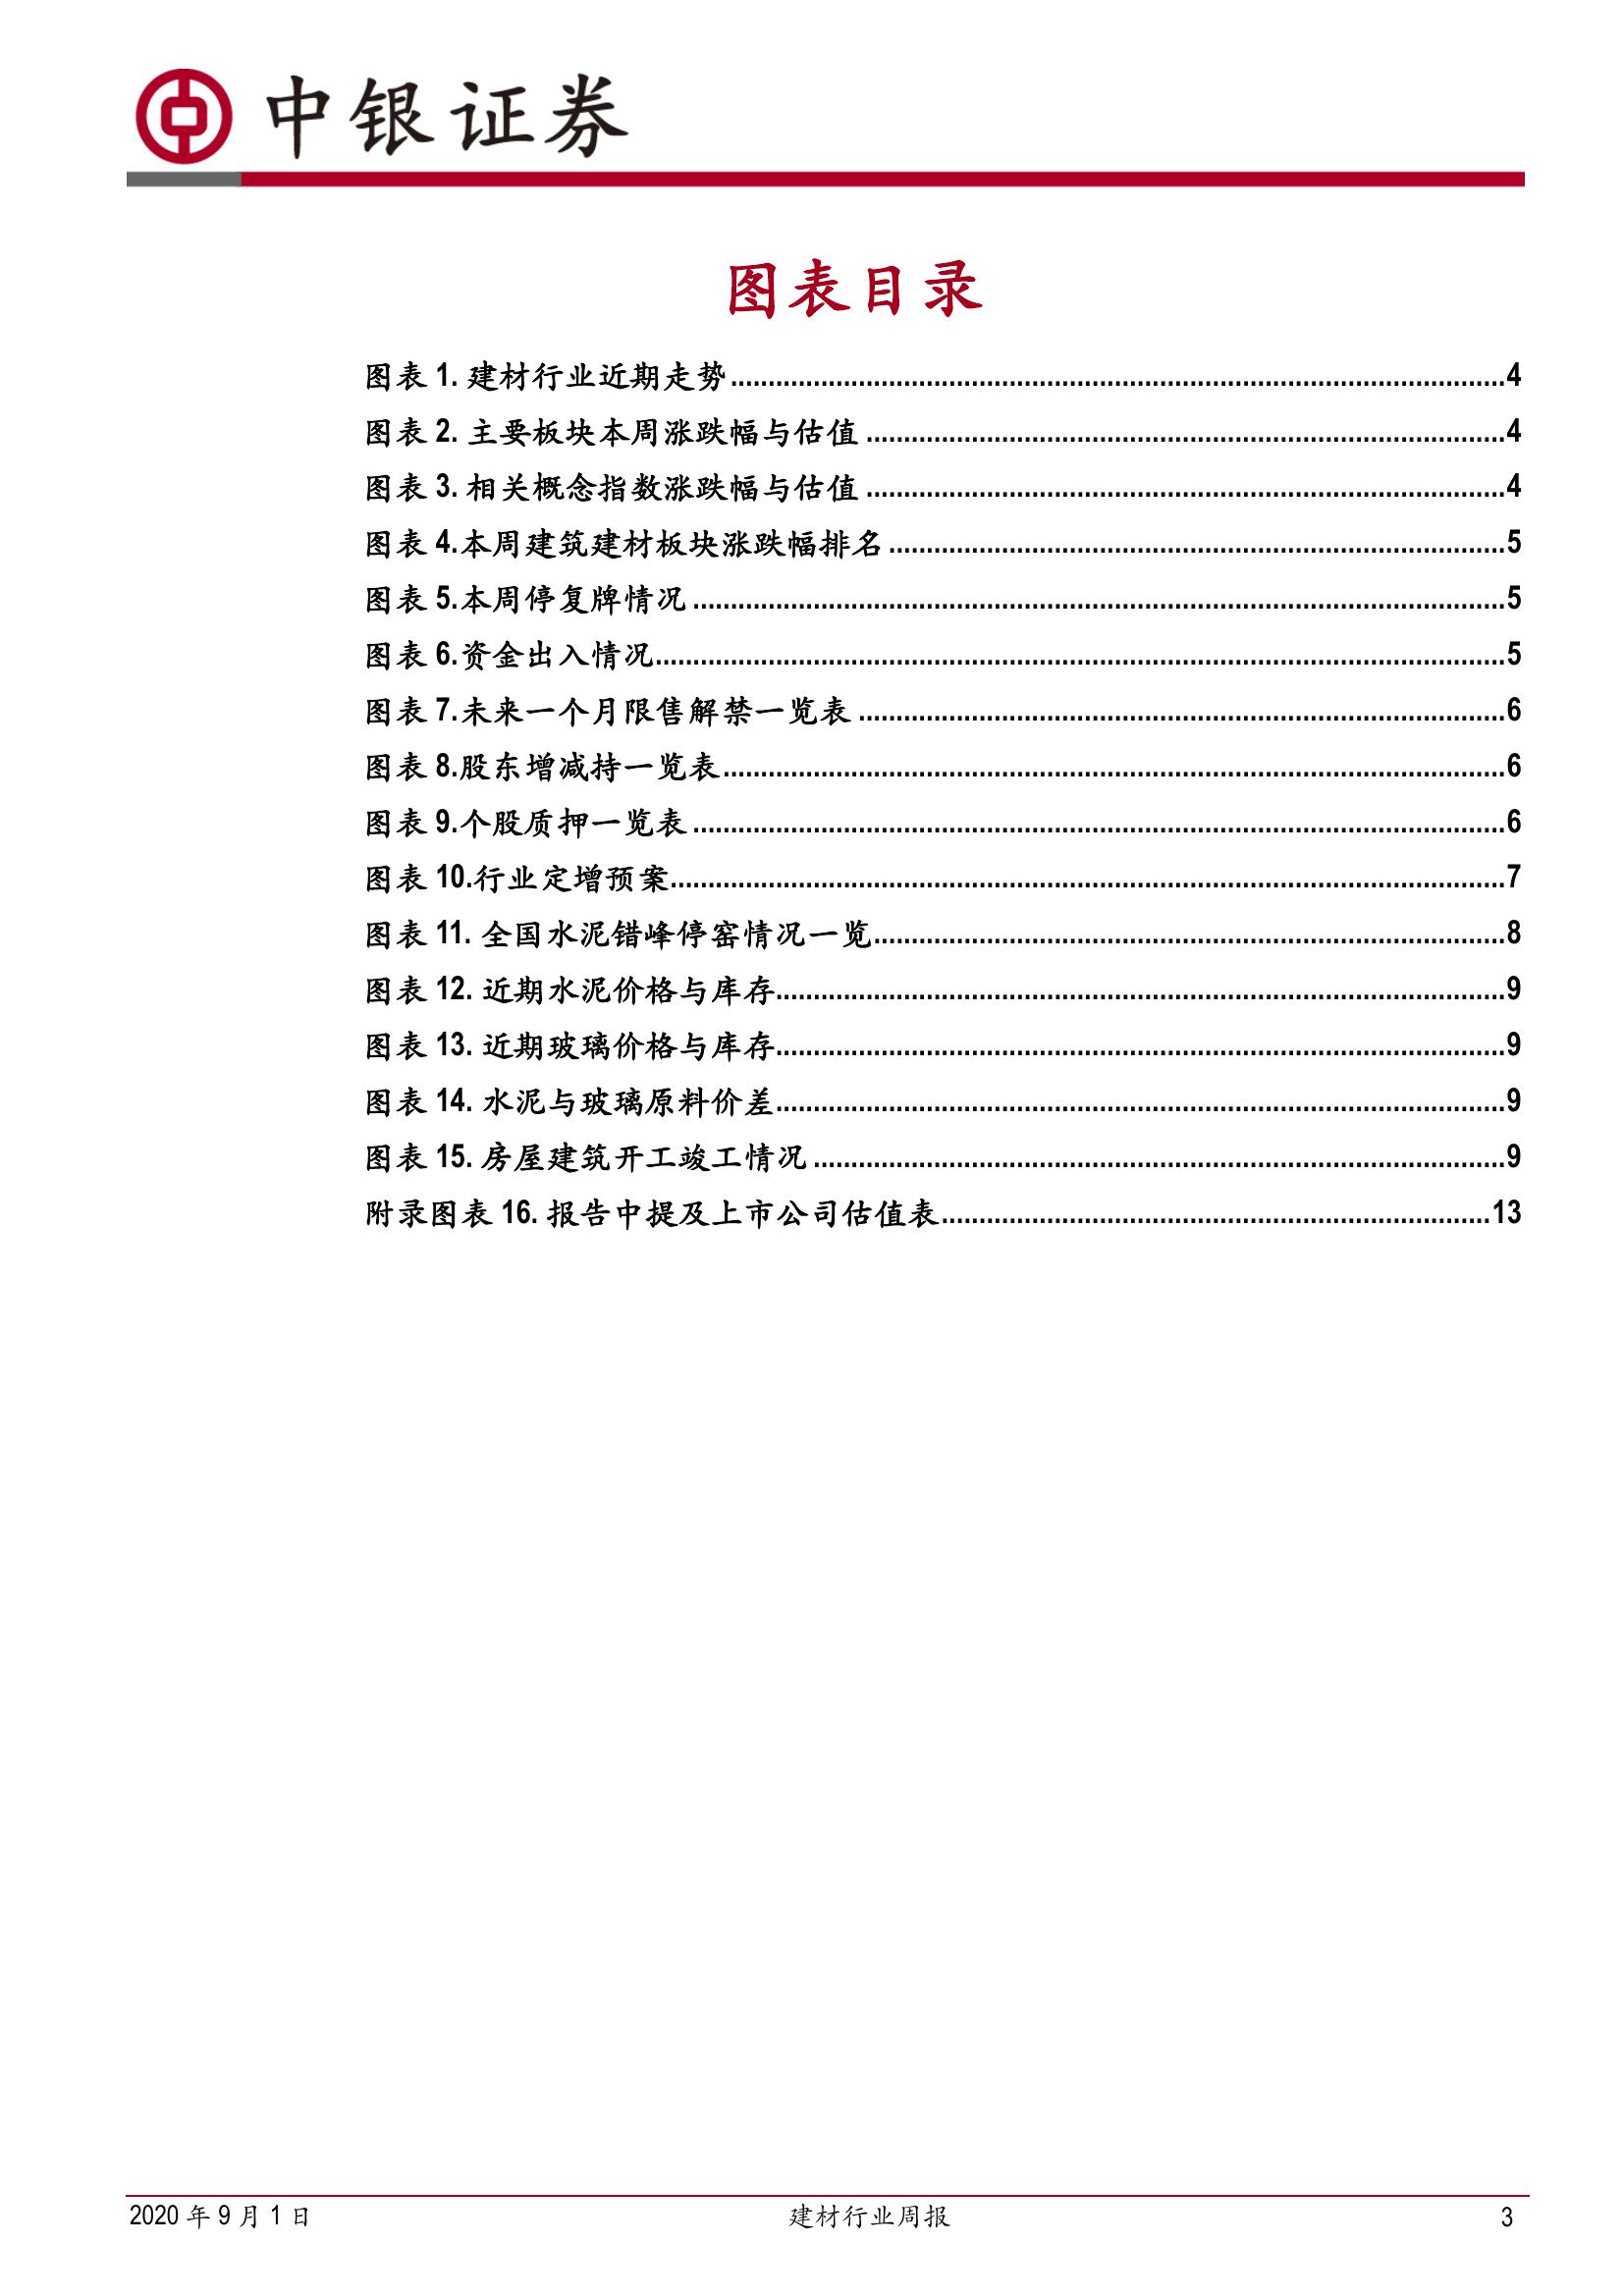 中银证券
图表目录
图表 1. 建材行业近期走势........................................4
图表 2. 主要板块本周涨跌幅与估值........................................4
图表 3. 相关概念指数涨跌幅与估值........................................4
图表 4.本周建筑建材板块涨跌幅排名........................................5
图表 5.本周停复牌情况........................................5
图表 6.资金出入情况........................................5
图表 7.未来一个月限售解禁一览表........................................6
图表 8.股东增减持一览表........................................6
图表 9.个股质押一览表........................................6
图表 10.行业定增预案........................................7
图表 11. 全国水泥错峰停窑情况一览........................................8
图表 12. 近期水泥价格与库存........................................9
图表 13. 近期玻璃价格与库存........................................9
图表 14. 水泥与玻璃原料价差........................................9
图表 15. 房屋建筑开工竣工情况........................................9
附录图表 16. 报告中提及上市公司估值表........................................13
2020 年 9 月 1 日 建材行业周报 3